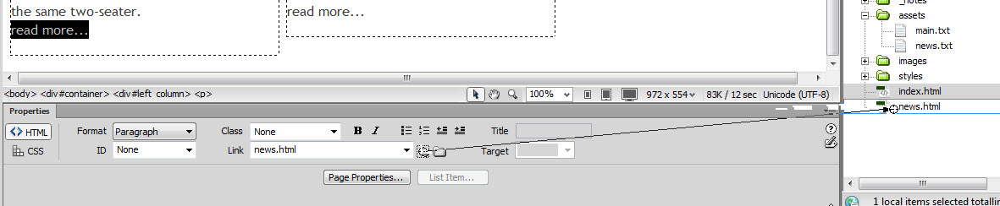 the same two-seater.
read more...
read more...
_notes
assets
main.txt
news.txt
images
styles
index.html
news.html
<body> <div#container> <div#left_column> <p>
100%
972 x 554
83K / 12 sec
Unicode (UTF-8)
Properties
<> HTML
Format
Paragraph
Class
None
B
I
Title
CSS
ID
None
Link
news.html
Target
Page Properties...
List Item...
1 local items selected totallin